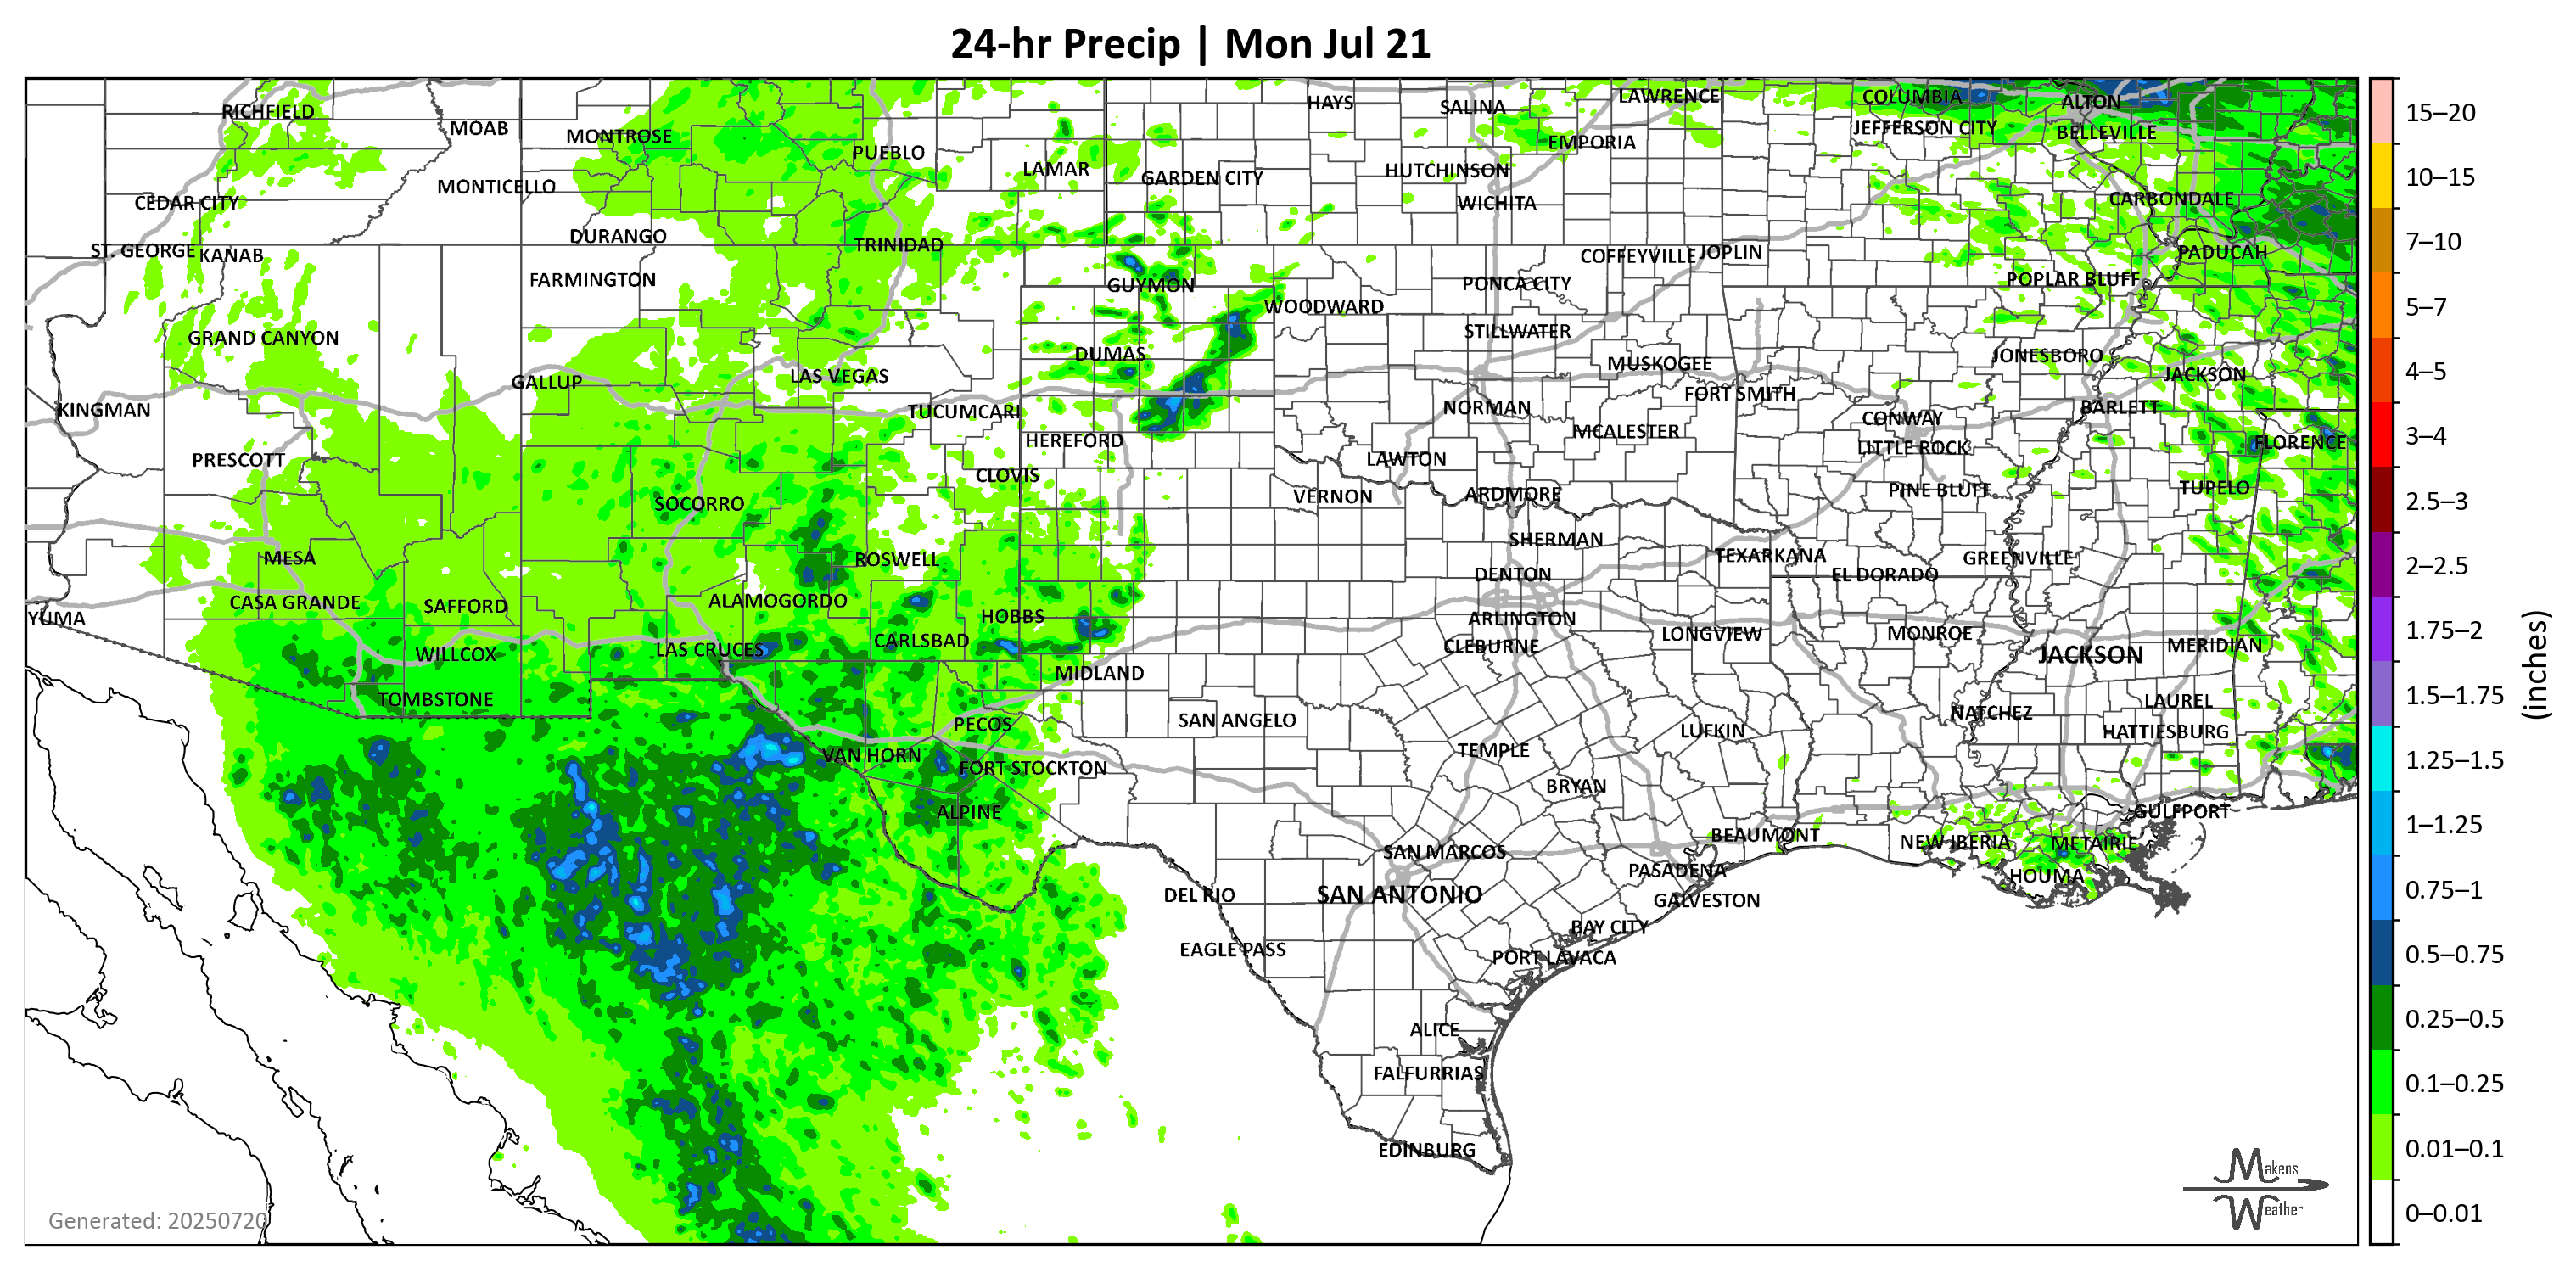 24-hr Precip | Mon Jul 21
RICHFIELD
MOAB
MONTROSE
PUEBLO
LAMAR
HAYS
SALINA
LAWRENCE
COLUMBIA
ALTON
JEFFERSON CITY
BELLEVILLE
EMPORIA
HUTCHINSON
GARDEN CITY
MONTICELLO
CEDAR CITY
WICHITA
CARBONDALE
DURANGO
TRINIDAD
ST. GEORGE
KANAB
COFFEYVILLE
JOPLIN
PADUCAH
FARMINGTON
GUYMON
PONCA CITY
POPLAR BLUFF
WOODWARD
GRAND CANYON
STILLWATER
DUMAS
MUSKOGEE
JONESBORO
GALLUP
LAS VEGAS
JACKSON
KINGMAN
TUCUMCARI
NORMAN
FORT SMITH
CONWAY
BARLETT
HEREFORD
MCALESTER
LITTLE ROCK
FLORENCE
PRESCOTT
LAWTON
CLOVIS
SOCORRO
VERNON
ARDMORE
PINE BLUFF
TUPELO
MESA
ROSWELL
SHERMAN
TEXARKANA
GREENVILLE
DENTON
EL DORADO
CASA GRANDE
SAFFORD
ALAMOGORDO
YUMA
HOBBS
ARLINGTON
WILLCOX
LAS CRUCES
CARLSBAD
CLEBURNE
LONGVIEW
MONROE
JACKSON
MERIDIAN
MIDLAND
TOMBSTONE
PECOS
SAN ANGELO
LUFKIN
NATCHEZ
LAUREL
HATTIESBURG
VAN HORN
FORT STOCKTON
TEMPLE
BRYAN
ALPINE
GULFPORT
BEAUMONT
NEW IBERIA
METAIRIE
SAN MARCOS
PASADENA
HOUMA
DEL RIO
SAN ANTONIO
GALVESTON
BAY CITY
EAGLE PASS
PORT LAVACA
ALICE
FALFURRIAS
EDINBURG
Generated: 20250720
Makens
Weather
15–20
10–15
7–10
5–7
4–5
3–4
2.5–3
2–2.5
1.75–2
1.5–1.75
1.25–1.5
1–1.25
0.75–1
0.5–0.75
0.25–0.5
0.1–0.25
0.01–0.1
0–0.01
(inches)